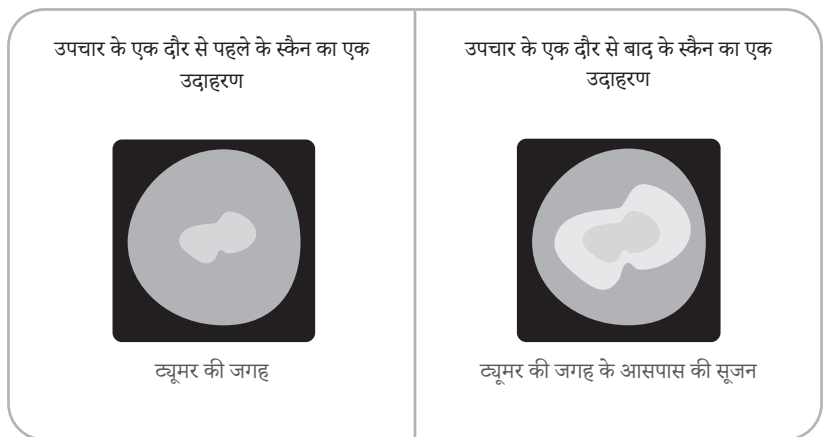 उपचार के एक दौर से पहले के स्कैन का एक
उदाहरण
ट्यूमर की जगह
उपचार के एक दौर से बाद के स्कैन का एक
उदाहरण
ट्यूमर की जगह के आसपास की सूजन